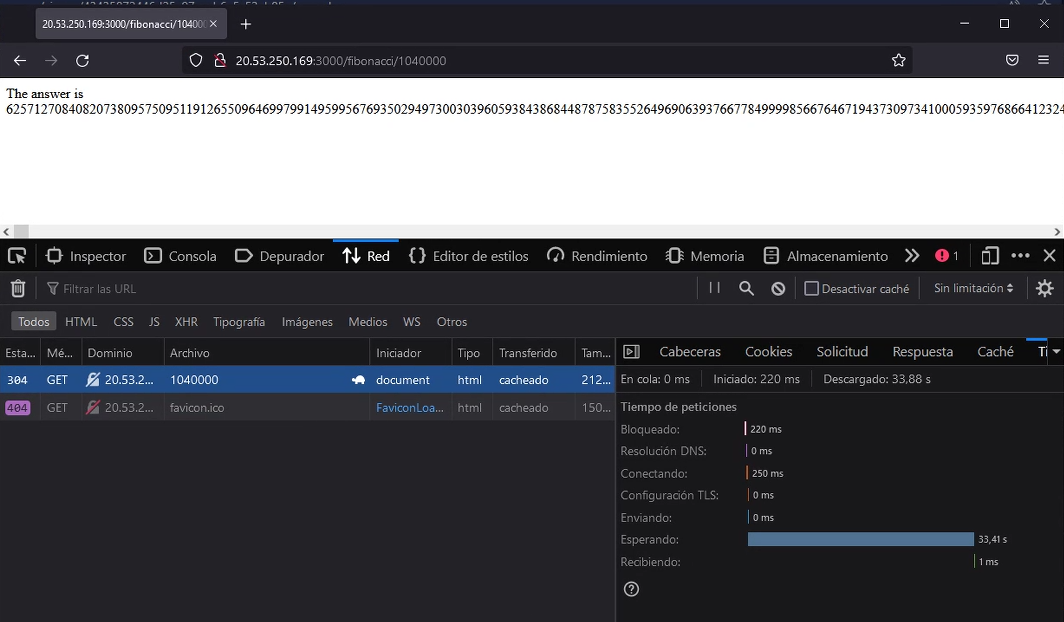 20.53.250.169:3000/fibonacci/10400
20.53.250.169:3000/fibonacci/1040000
The answer is
Inspector Consola Depurador Red Editor de estilos Rendimiento Memoria Almacenamiento 1
Filtrar las URL Desactivar caché Sin limitación
Todos HTML CSS JS XHR Tipografía Imágenes Medios WS Otros
Esta... Mé... Dominio Archivo Iniciador Tipo Transferido Tam... Cabeceras Cookies Solicitud Respuesta Caché Ti
304 GET 20.53.2... 1040000 document html cacheado 212...
404 GET 20.53.2... favicon.ico FaviconLoa... html cacheado 150...
En cola: 0 ms Iniciado: 220 ms Descargado: 33,88 s
Tiempo de peticiones
Bloqueado: 220 ms
Resolución DNS: 0 ms
Conectando: 250 ms
Configuración TLS: 0 ms
Enviando: 0 ms
Esperando: 33,41 s
Recibiendo: 1 ms